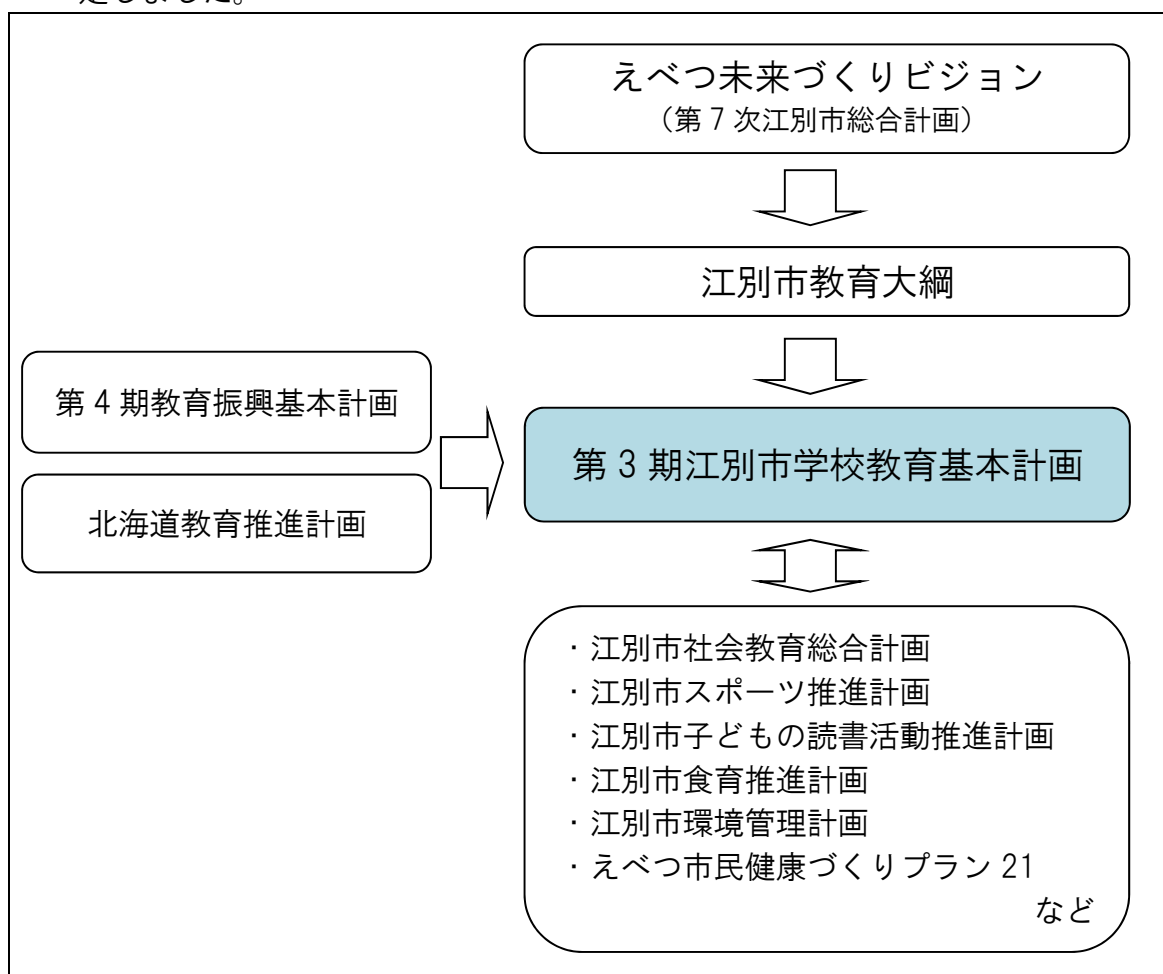 定しました。
えべつ未来づくりビジョン
（第７次江別市総合計画）
江別市教育大綱
第４期教育振興基本計画
北海道教育推進計画
第３期江別市学校教育基本計画
・江別市社会教育総合計画
・江別市スポーツ推進計画
・江別市子どもの読書活動推進計画
・江別市食育推進計画
・江別市環境管理計画
・えべつ市民健康づくりプラン 21
など